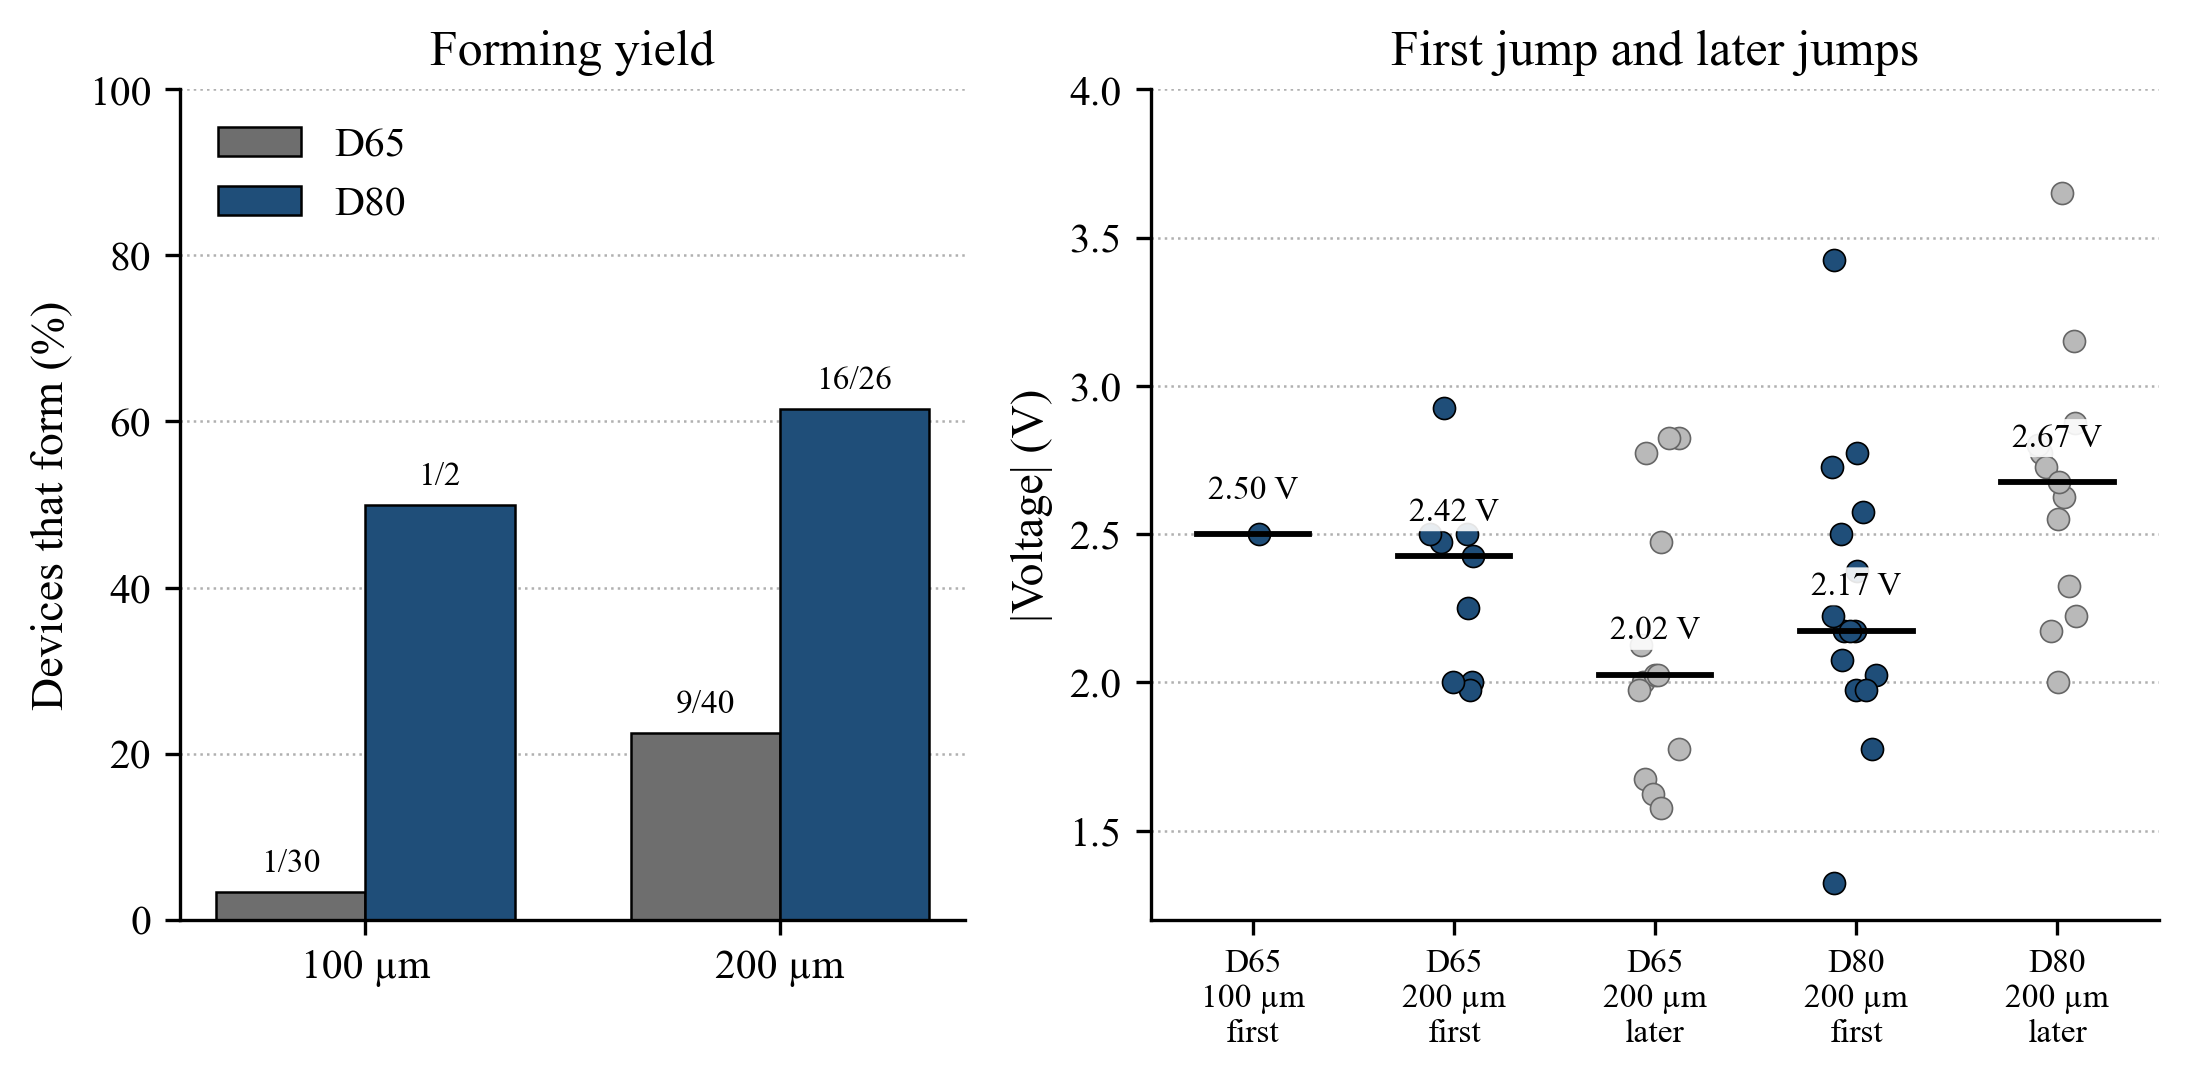 Forming yield
Devices that form (%)
100
80
60
40
20
0
D65
D80
1/30
1/2
9/40
16/26
100 µm
200 µm
First jump and later jumps
|Voltage| (V)
4.0
3.5
3.0
2.5
2.0
1.5
2.50 V
2.42 V
2.02 V
2.17 V
2.67 V
D65
100 µm
first
D65
200 µm
first
D65
200 µm
later
D80
200 µm
first
D80
200 µm
later